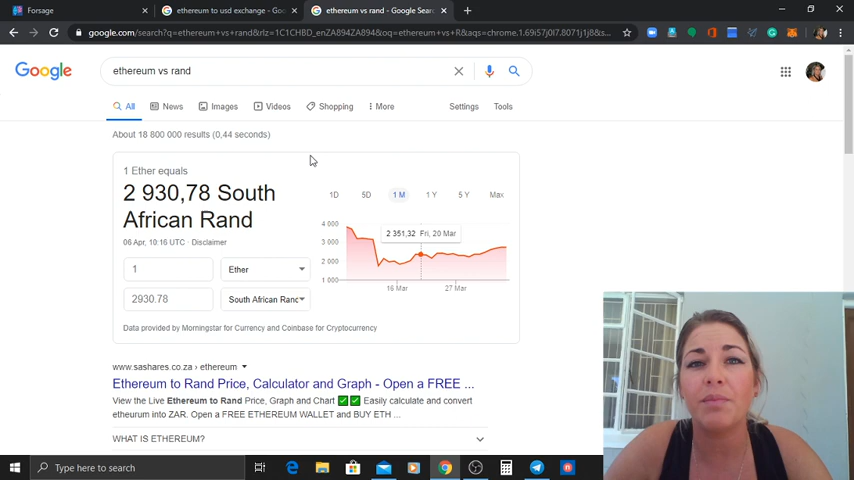 Forsage
ethereum to usd exchange - Goo
ethereum vs rand - Google Sear
google.com/search?q=ethereum+vs+rand&rlz=1C1CHBD_enZA894ZA894&oq=ethereum+vs+R&aqs=chrome.1.69i57j0l7.8071j1j8&s
Google
ethereum vs rand
All News Images Videos Shopping More Settings Tools
About 18 800 000 results (0,44 seconds)
1 Ether equals
2 930,78 South
African Rand
06 Apr, 10:16 UTC · Disclaimer
1 Ether
2930.78 South African Ranc
1D 5D 1 M 1 Y 5 Y Max
4 000
2 351,32 Fri, 20 Mar
3 000
2 000
1 000
16 Mar 27 Mar
Data provided by Morningstar for Currency and Coinbase for Cryptocurrency
www.sashares.co.za › ethereum
Ethereum to Rand Price, Calculator and Graph - Open a FREE ...
View the Live Ethereum to Rand Price, Graph and Chart ✅✅ Easily calculate and convert
etheurum into ZAR. Open a FREE ETHEREUM WALLET and BUY ETH ...
WHAT IS ETHEREUM?
Type here to search